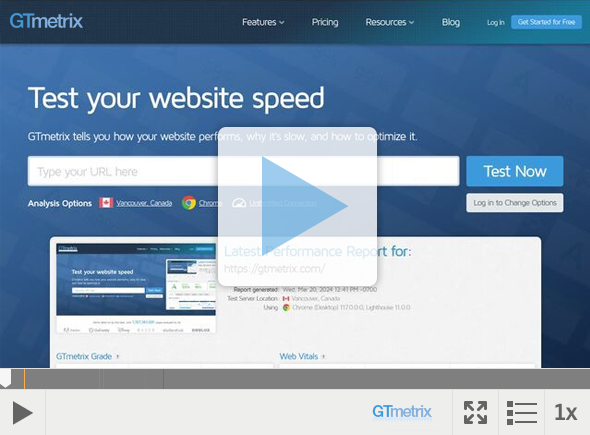 GTmetrix Features Pricing Resources Blog Log In Get Started for Free
Test your website speed
GTmetrix tells you how your website performs, why it's slow, and how to optimize it.
Type your URL here Test Now
Analysis Options Vancouver, Canada Chrome Log in to Change Options
Latest Performance Report for:
https://gtmetrix.com/
Report generated: Wed, Mar 20, 2024 12:41 PM -0700
Test Server Location: Vancouver, Canada
Using: Chrome (Desktop) 117.0.0.0, Lighthouse 11.0.0
Test your website speed
GTmetrix Grade Web Vitals
GTmetrix 1x